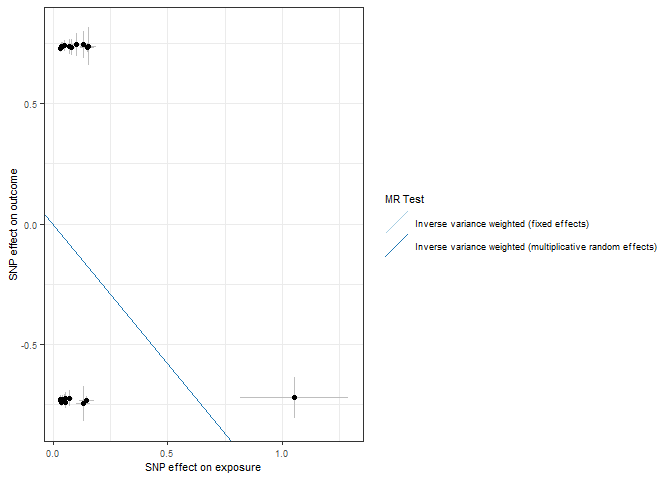 0.5
0.0
-0.5
SNP effect on outcome
0.0
0.5
1.0
SNP effect on exposure
MR Test
Inverse variance weighted (fixed effects)
Inverse variance weighted (multiplicative random effects)